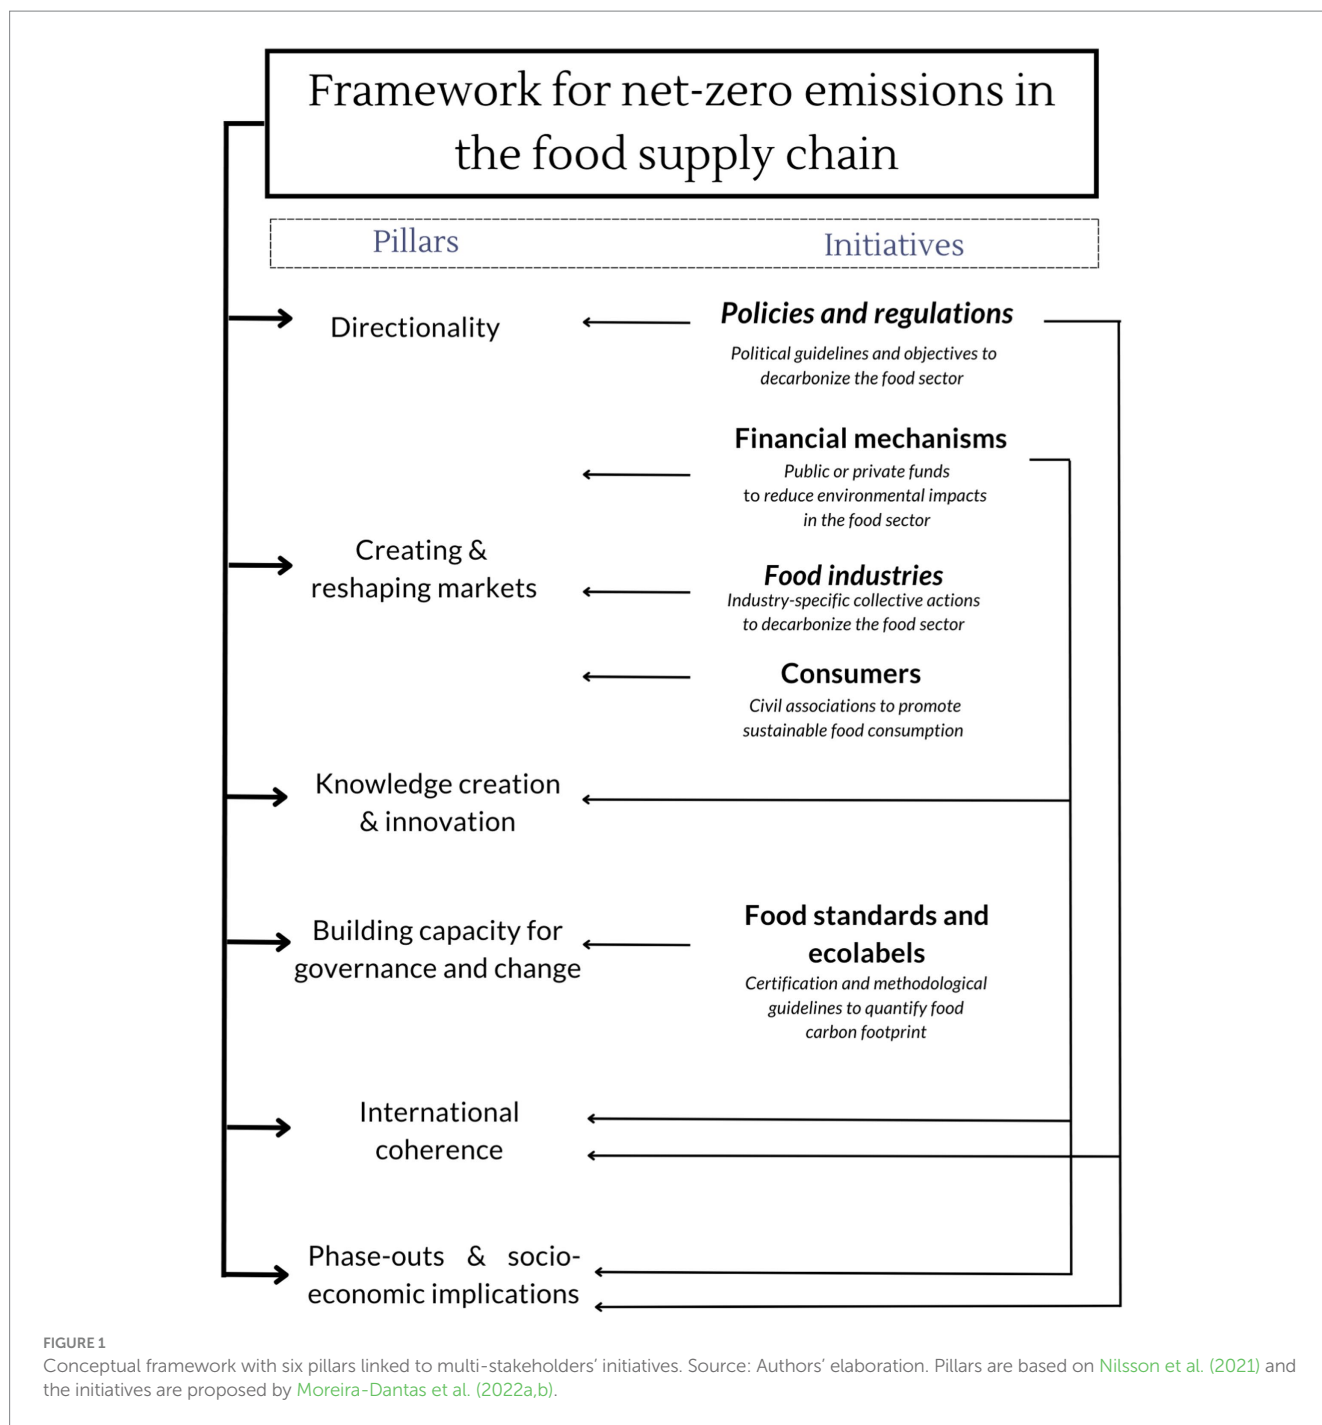 Framework for net-zero emissions in
the food supply chain
Pillars
Initiatives
Directionality
Policies and regulations
Political guidelines and objectives to
decarbonize the food sector
Financial mechanisms
Public or private funds
to reduce environmental impacts
in the food sector
Creating &
reshaping markets
Food industries
Industry-specific collective actions
to decarbonize the food sector
Consumers
Civil associations to promote
sustainable food consumption
Knowledge creation
& innovation
Building capacity for
governance and change
Food standards and
ecolabels
Certification and methodological
guidelines to quantify food
carbon footprint
International
coherence
Phase-outs & socio-
economic implications
FIGURE 1
Conceptual framework with six pillars linked to multi-stakeholders’ initiatives. Source: Authors’ elaboration. Pillars are based on Nilsson et al. (2021) and
the initiatives are proposed by Moreira-Dantas et al. (2022a,b).